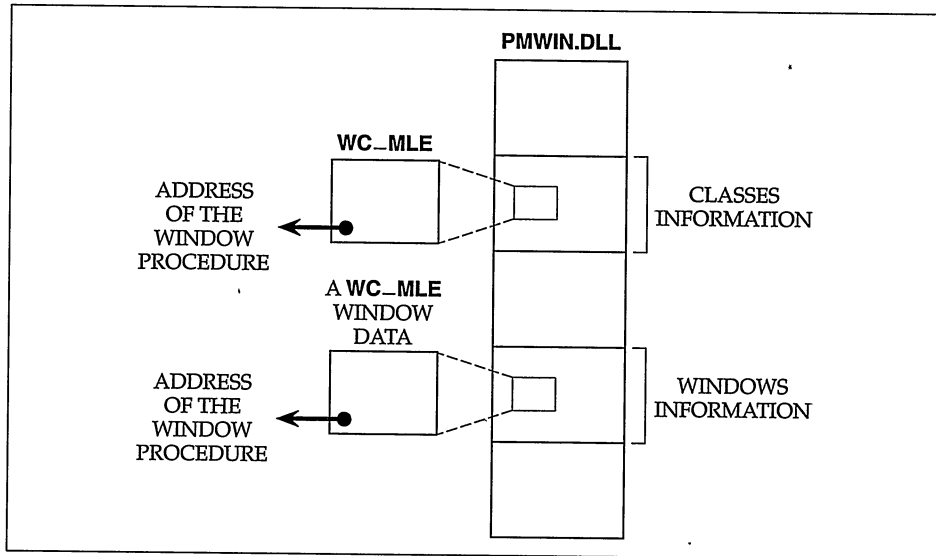 PMWIN.DLL
WC_MLE
ADDRESS
OF THE
WINDOW
PROCEDURE
CLASSES
INFORMATION
A WC_MLE
WINDOW
DATA
ADDRESS
OF THE
WINDOW
PROCEDURE
WINDOWS
INFORMATION